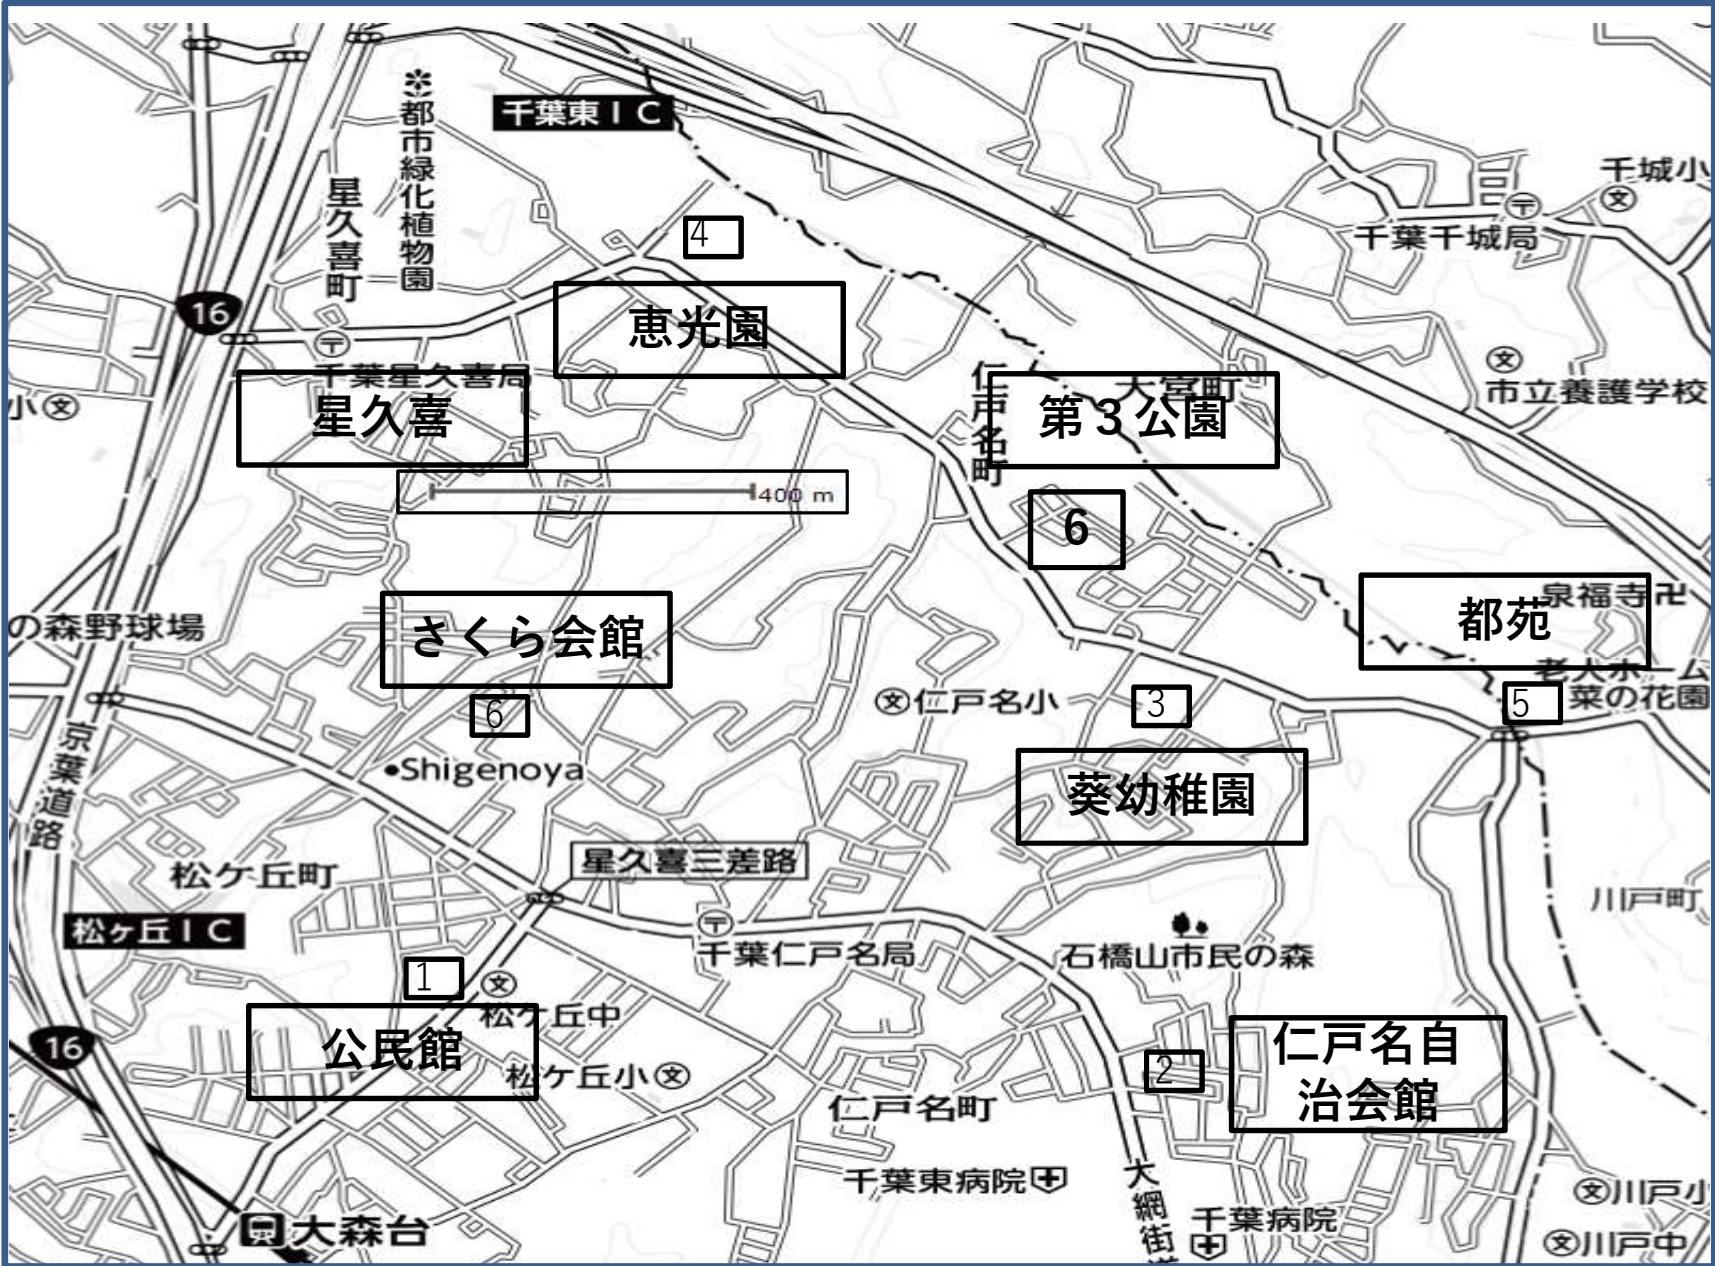 千城小
千葉東IC
✻都市緑化植物園
星久喜町
千葉千城局
4
16
恵光園
千葉星久喜局
星久喜
小
仁戸名町
大宮町
第３公園
市立養護学校
400 m
6
の森野球場
さくら会館
泉福寺
都苑
老人ホーム
菜の花園
仁戸名小
6
3
5
京葉道路
•Shigenoya
葵幼稚園
松ケ丘町
星久喜三差路
川戸町
松ヶ丘IC
千葉仁戸名局
石橋山市民の森
1
松ケ丘中
公民館
16
松ケ丘小
2
仁戸名自
治会館
仁戸名町
千葉東病院
大網街道
千葉病院
川戸小
大森台
川戸中